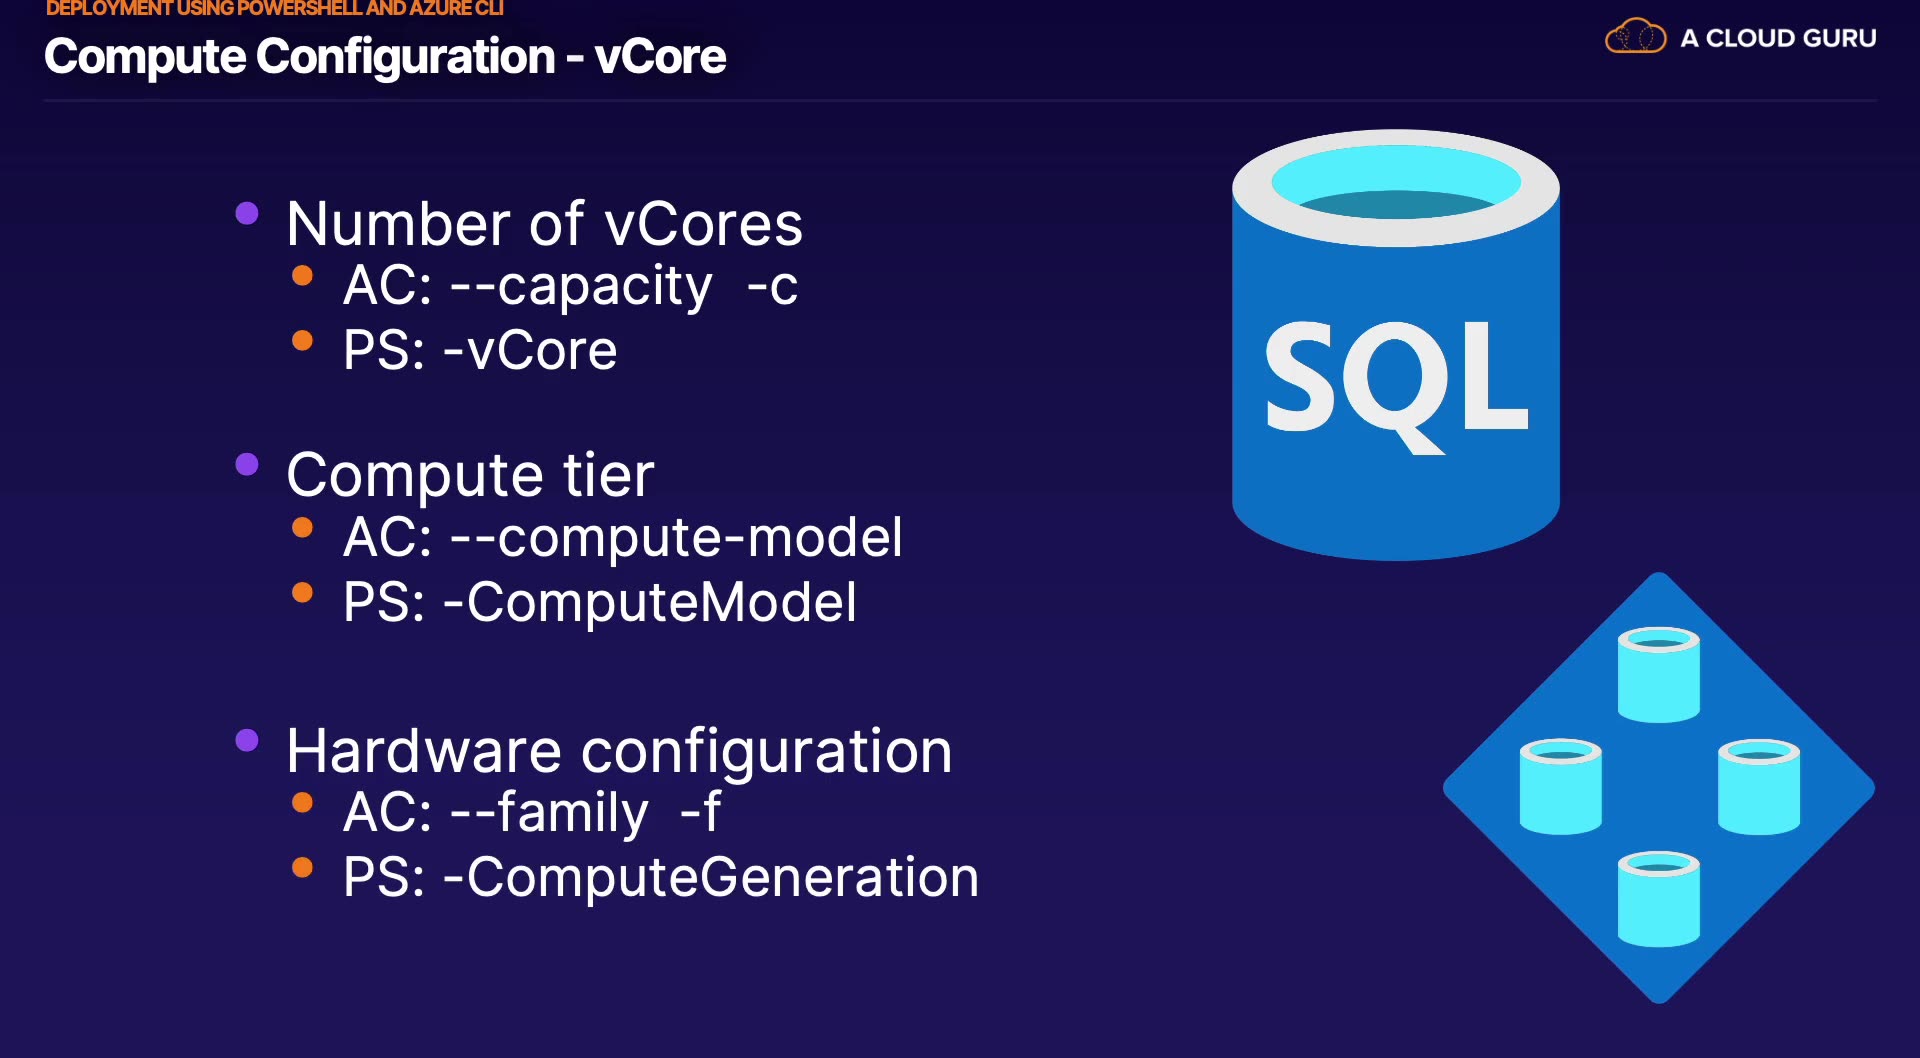 DEPLOYMENT USING POWERSHELL AND AZURE CLI
Compute Configuration - vCore
A CLOUD GURU
Number of vCores
AC: --capacity -c
PS: -vCore
Compute tier
AC: --compute-model
PS: -ComputeModel
Hardware configuration
AC: --family -f
PS: -ComputeGeneration
SQL